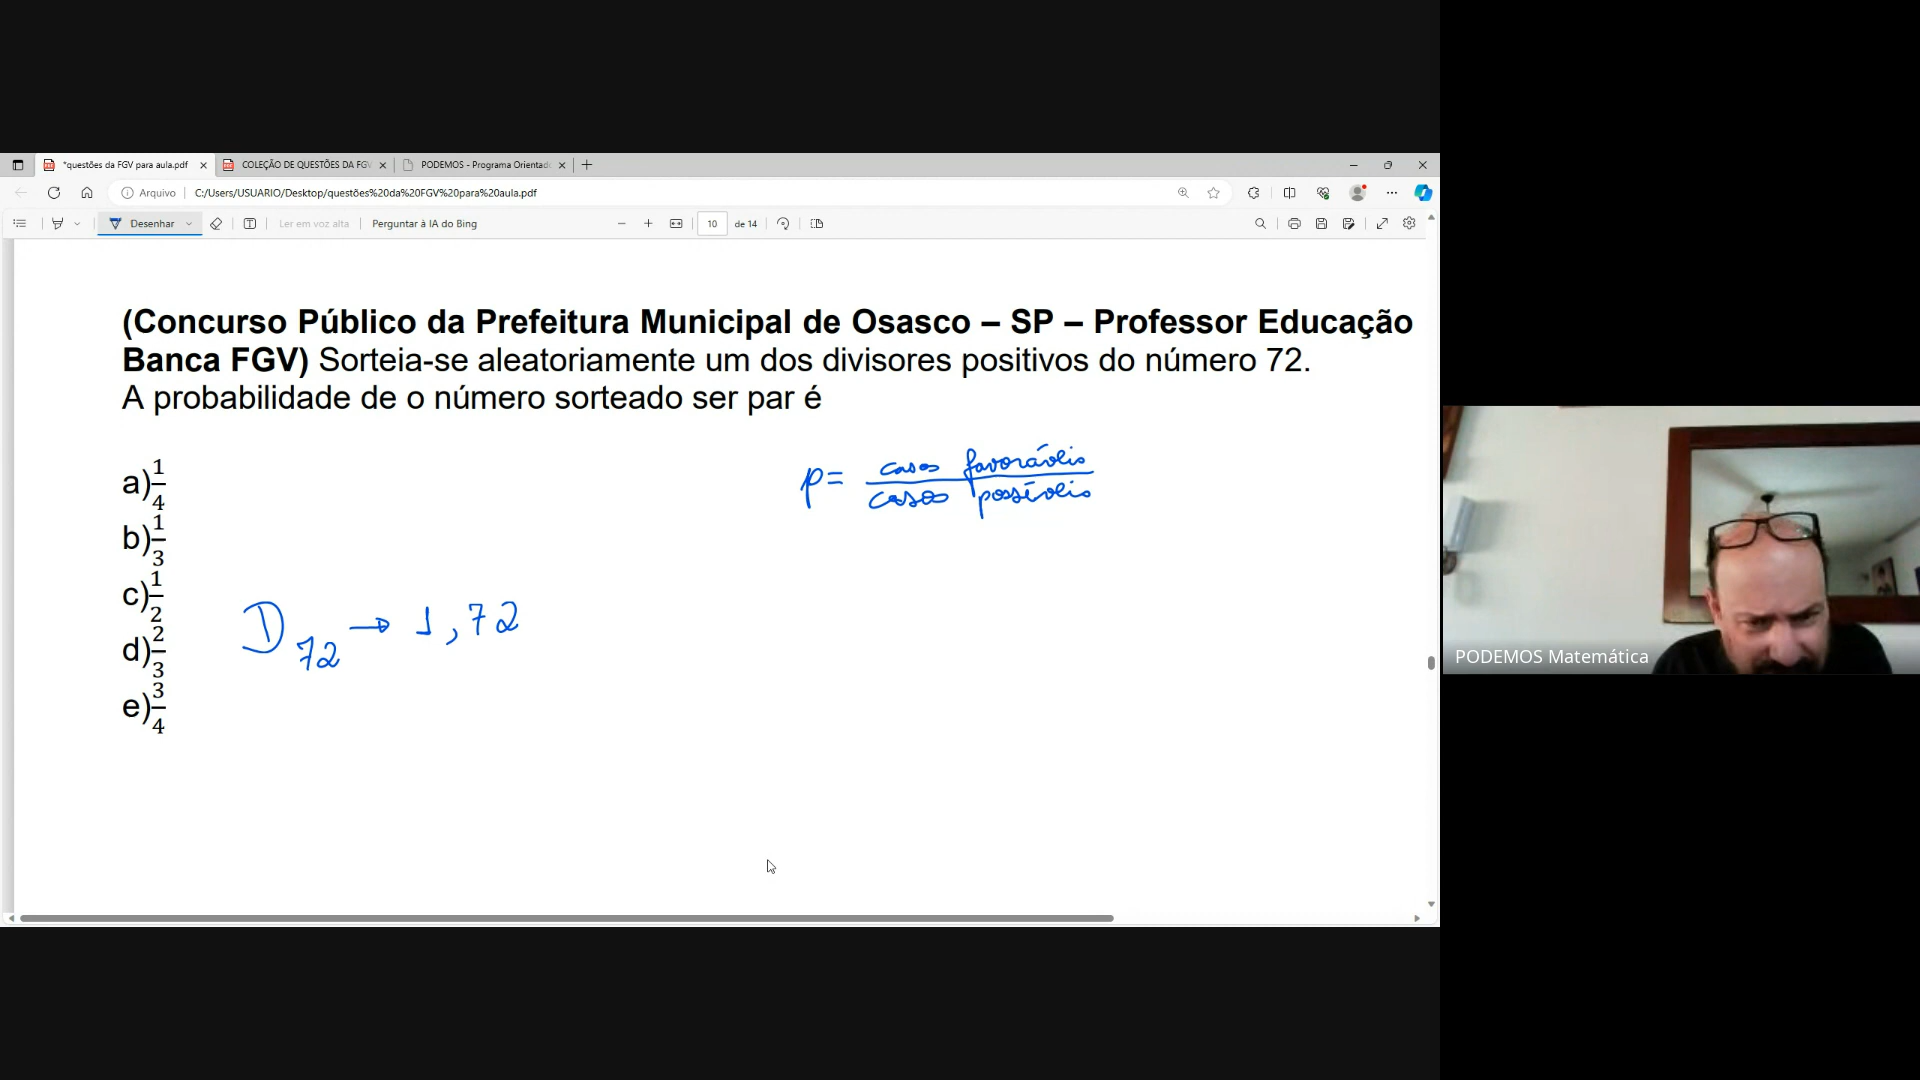 *questões da FGV para aula.pdf
COLEÇÃO DE QUESTÕES DA FGV
PODEMOS - Programa Orientad
Arquivo
C:/Users/USUARIO/Desktop/questões%20da%20FGV%20para%20aula.pdf
Desenhar
Ler em voz alta
Perguntar à IA do Bing
10
de 14
(Concurso Público da Prefeitura Municipal de Osasco – SP – Professor Educação
Banca FGV) Sorteia-se aleatoriamente um dos divisores positivos do número 72.
A probabilidade de o número sorteado ser par é
p = casos favoráveis / casos possíveis
a) 1/4
b) 1/3
c) 1/2
d) 2/3
e) 3/4
D72 → 1, 72
PODEMOS Matemática